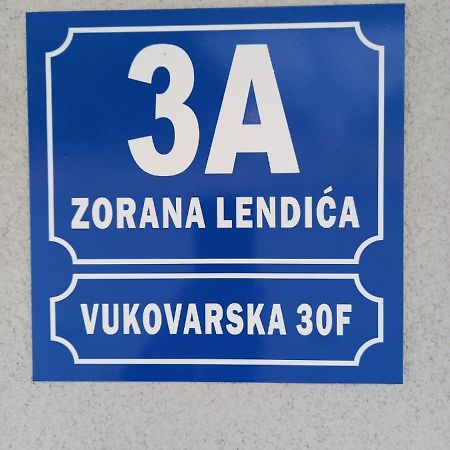 3A
ZORANA LENDIĆA
VUKOVARSKA 30F